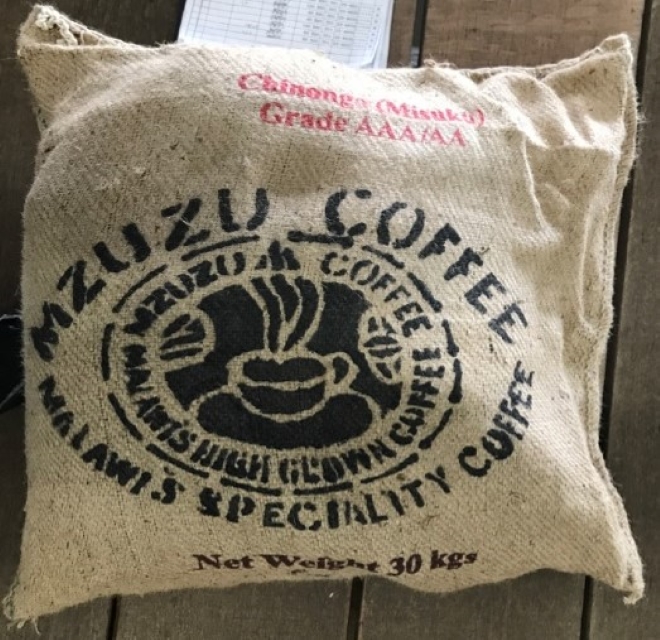 Chinonga (Misuku)
Grade AAA/AA
MZUZU COFFEE
MZUZU COFFEE
MALAWI'S HIGH GLOWN COFFEE
MALAWI'S SPECIALITY COFFEE
Net Weight 30 kgs